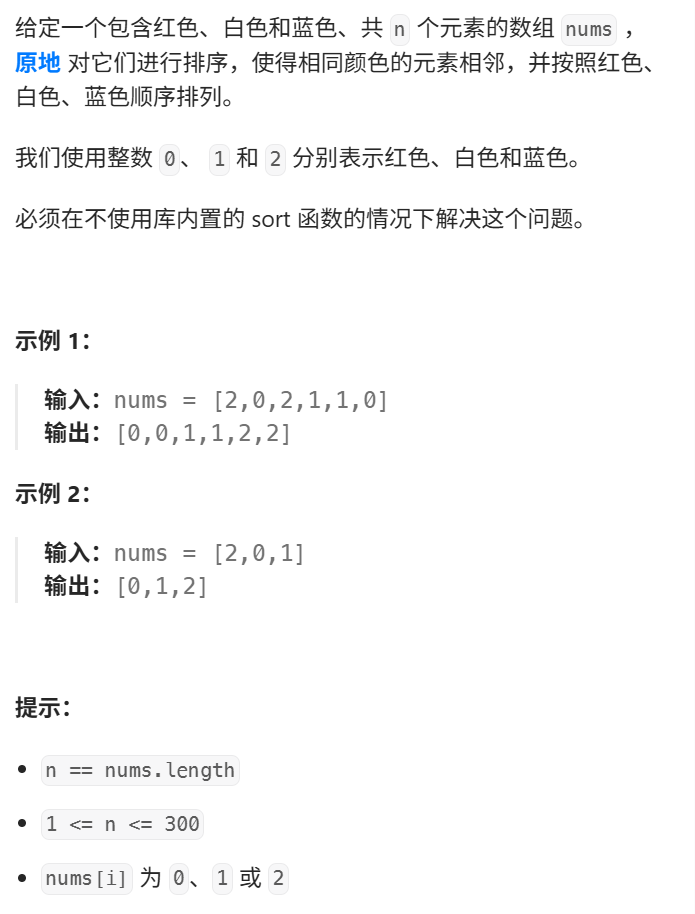 给定一个包含红色、白色和蓝色、共 n 个元素的数组 nums ，
原地 对它们进行排序，使得相同颜色的元素相邻，并按照红色、
白色、蓝色顺序排列。
我们使用整数 0、 1 和 2 分别表示红色、白色和蓝色。
必须在不使用库内置的 sort 函数的情况下解决这个问题。
示例 1：
输入：nums = [2,0,2,1,1,0]
输出：[0,0,1,1,2,2]
示例 2：
输入：nums = [2,0,1]
输出：[0,1,2]
提示：
• n == nums.length
• 1 <= n <= 300
• nums[i] 为 0、1 或 2